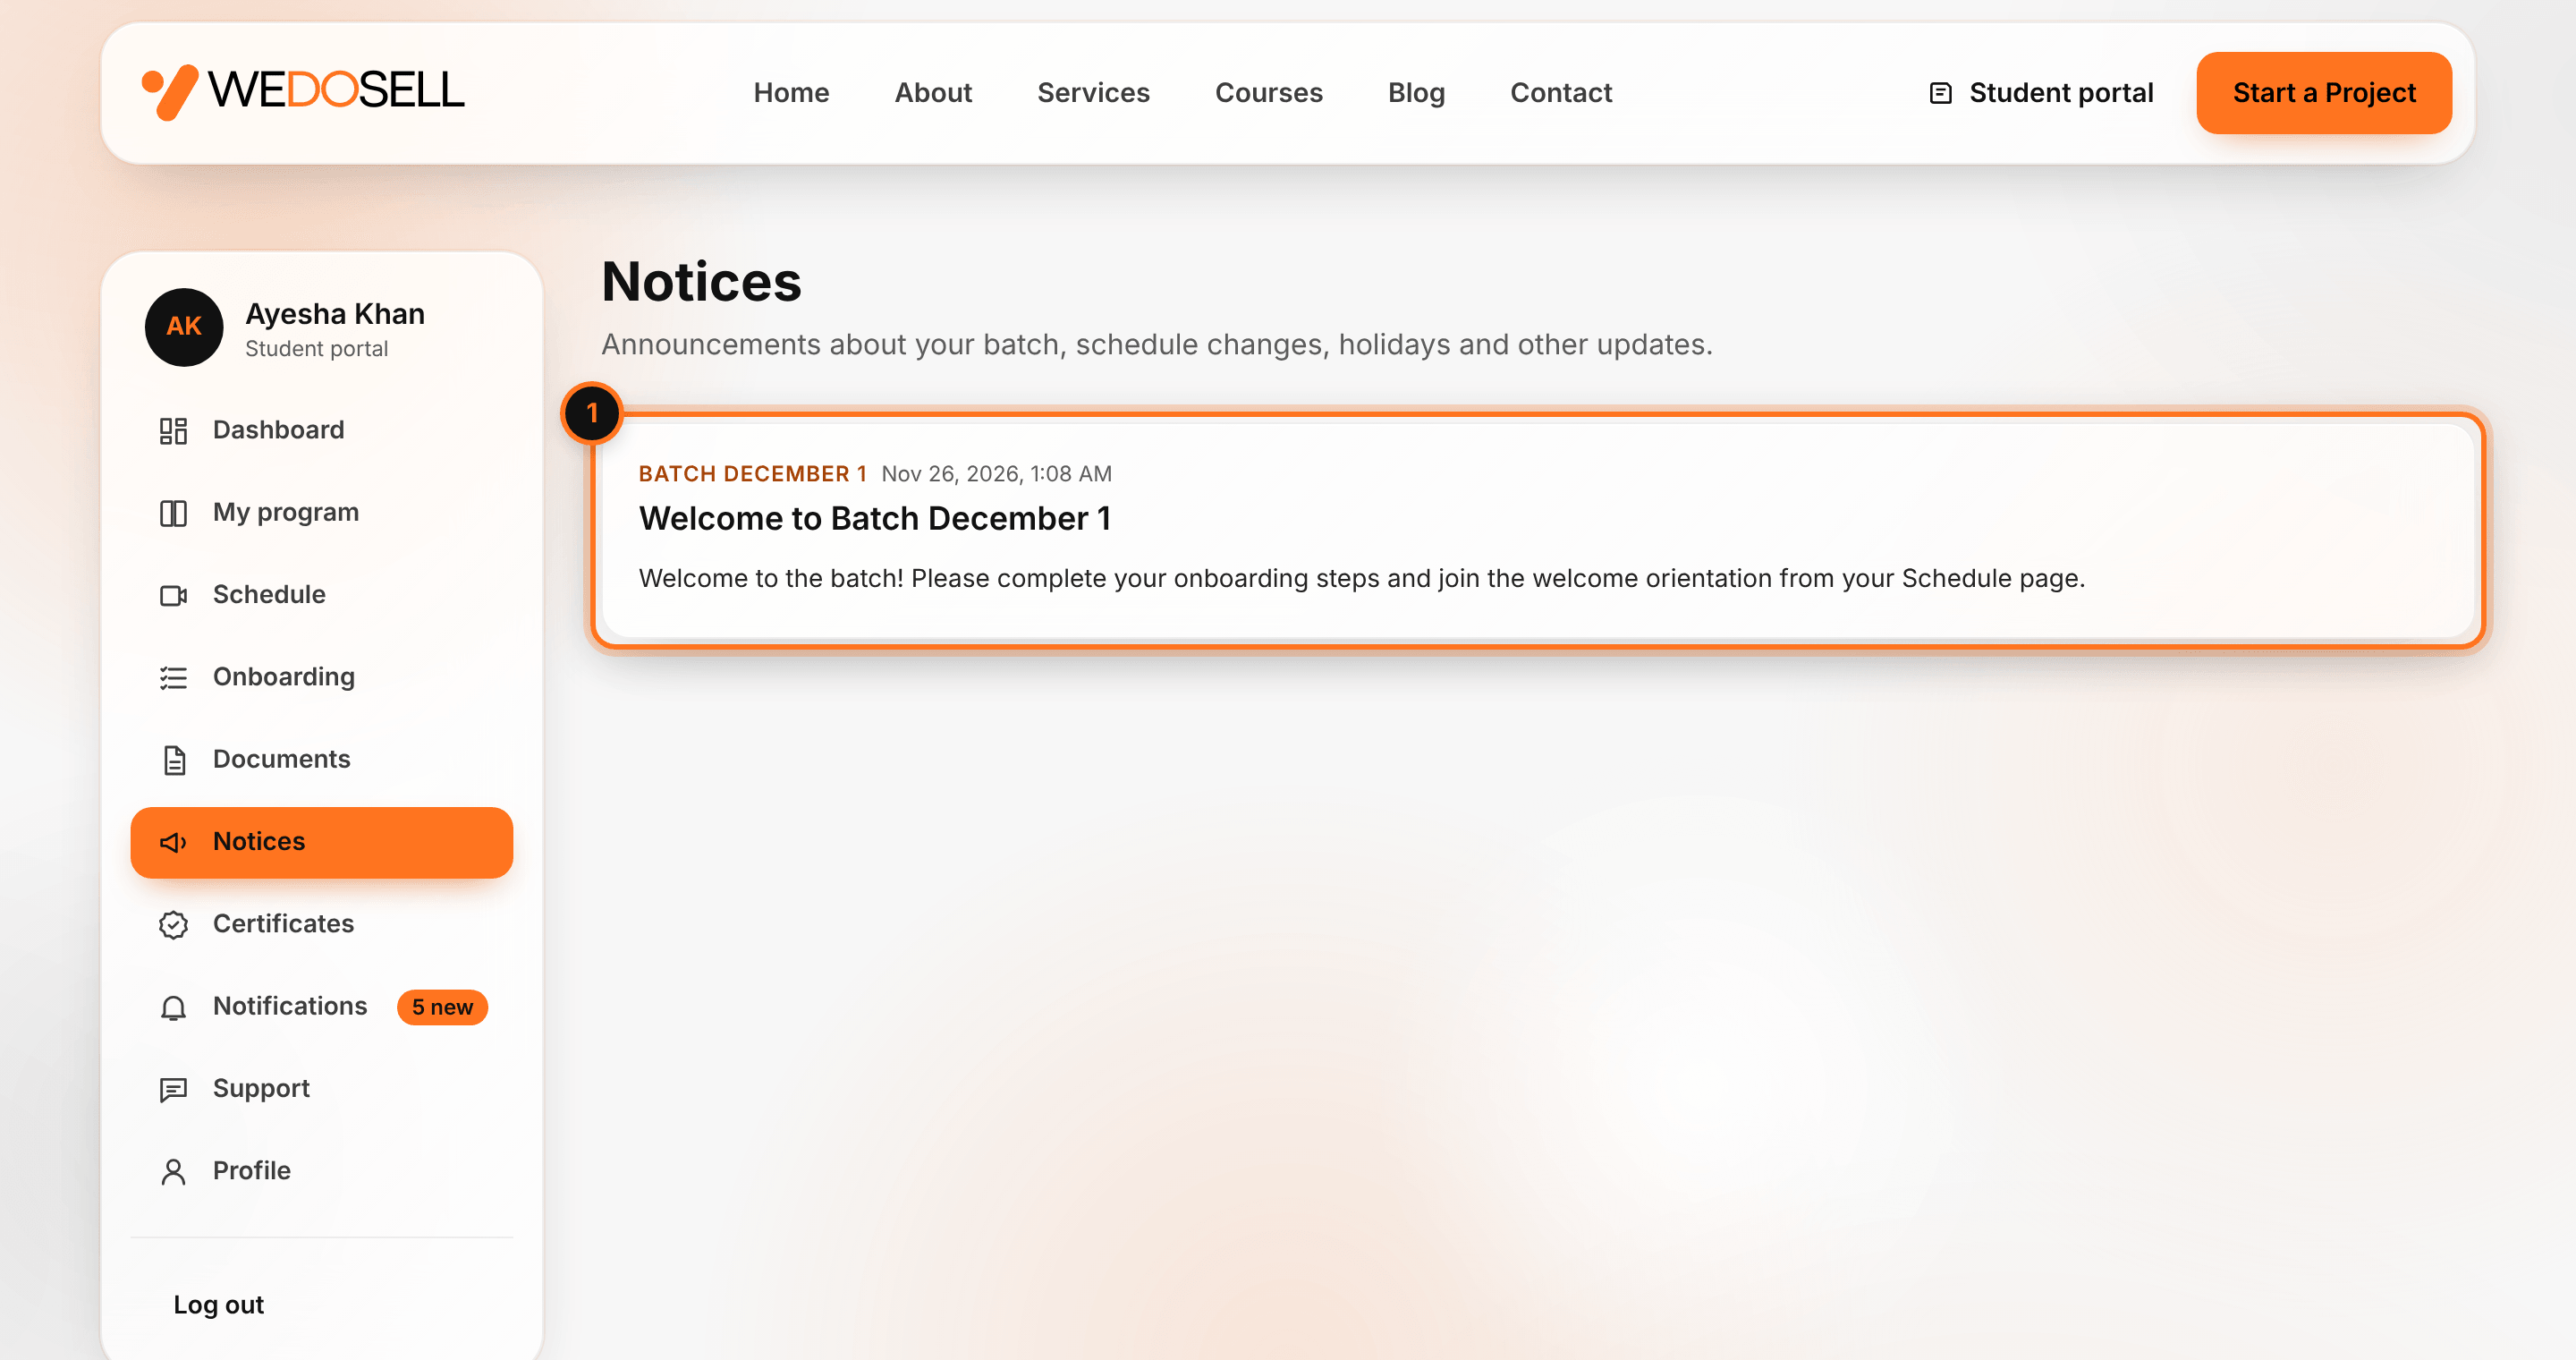 WEDOSELL
Home
About
Services
Courses
Blog
Contact
Student portal
Start a Project
AK
Ayesha Khan
Student portal
Dashboard
My program
Schedule
Onboarding
Documents
Notices
Certificates
Notifications
5 new
Support
Profile
Log out
Notices
Announcements about your batch, schedule changes, holidays and other updates.
1
BATCH DECEMBER 1 Nov 26, 2026, 1:08 AM
Welcome to Batch December 1
Welcome to the batch! Please complete your onboarding steps and join the welcome orientation from your Schedule page.